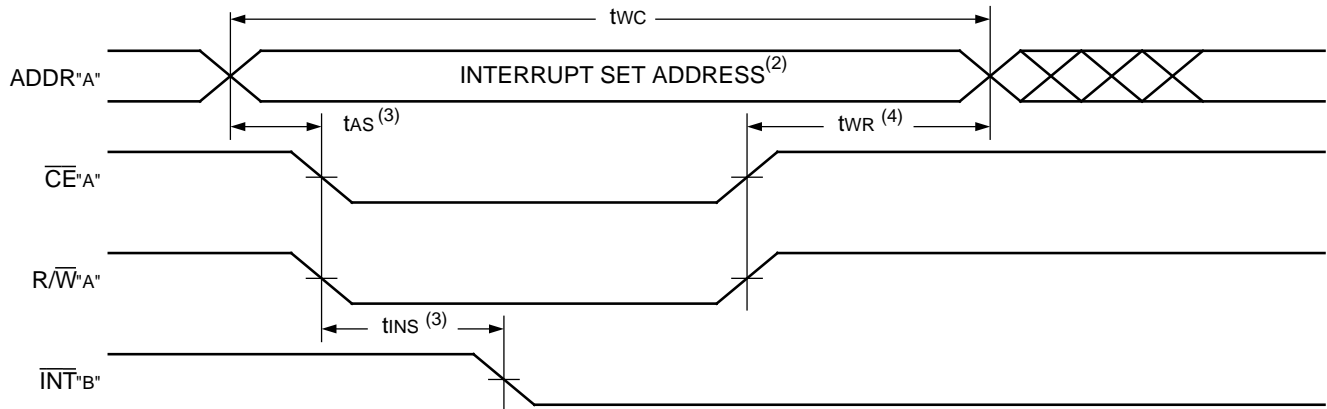 tWC
ADDR"A"
INTERRUPT SET ADDRESS(2)
tAS (3)
tWR (4)
CE"A"
R/W"A"
tINS (3)
INT"B"